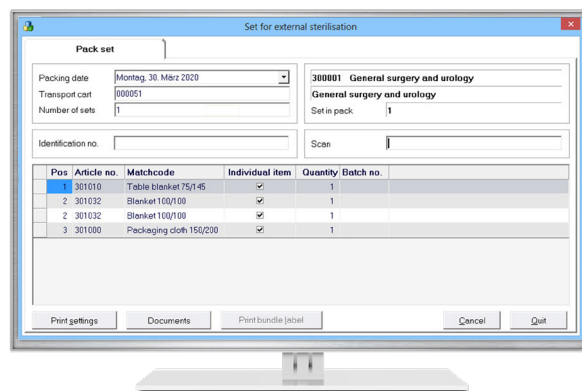 Set for external sterilisation
Pack set
Packing date Montag, 30. März 2020
Transport cart 000051
Number of sets 1
300001 General surgery and urology
General surgery and urology
Set in pack 1
Identification no.
Scan
Pos Article no. Matchcode Individual item Quantity Batch no.
1 301010 Table blanket 75/145 1
2 301032 Blanket 100/100 1
2 301032 Blanket 100/100 1
3 301000 Packaging cloth 150/200 1
Print settings Documents Print bundle label Cancel Quit